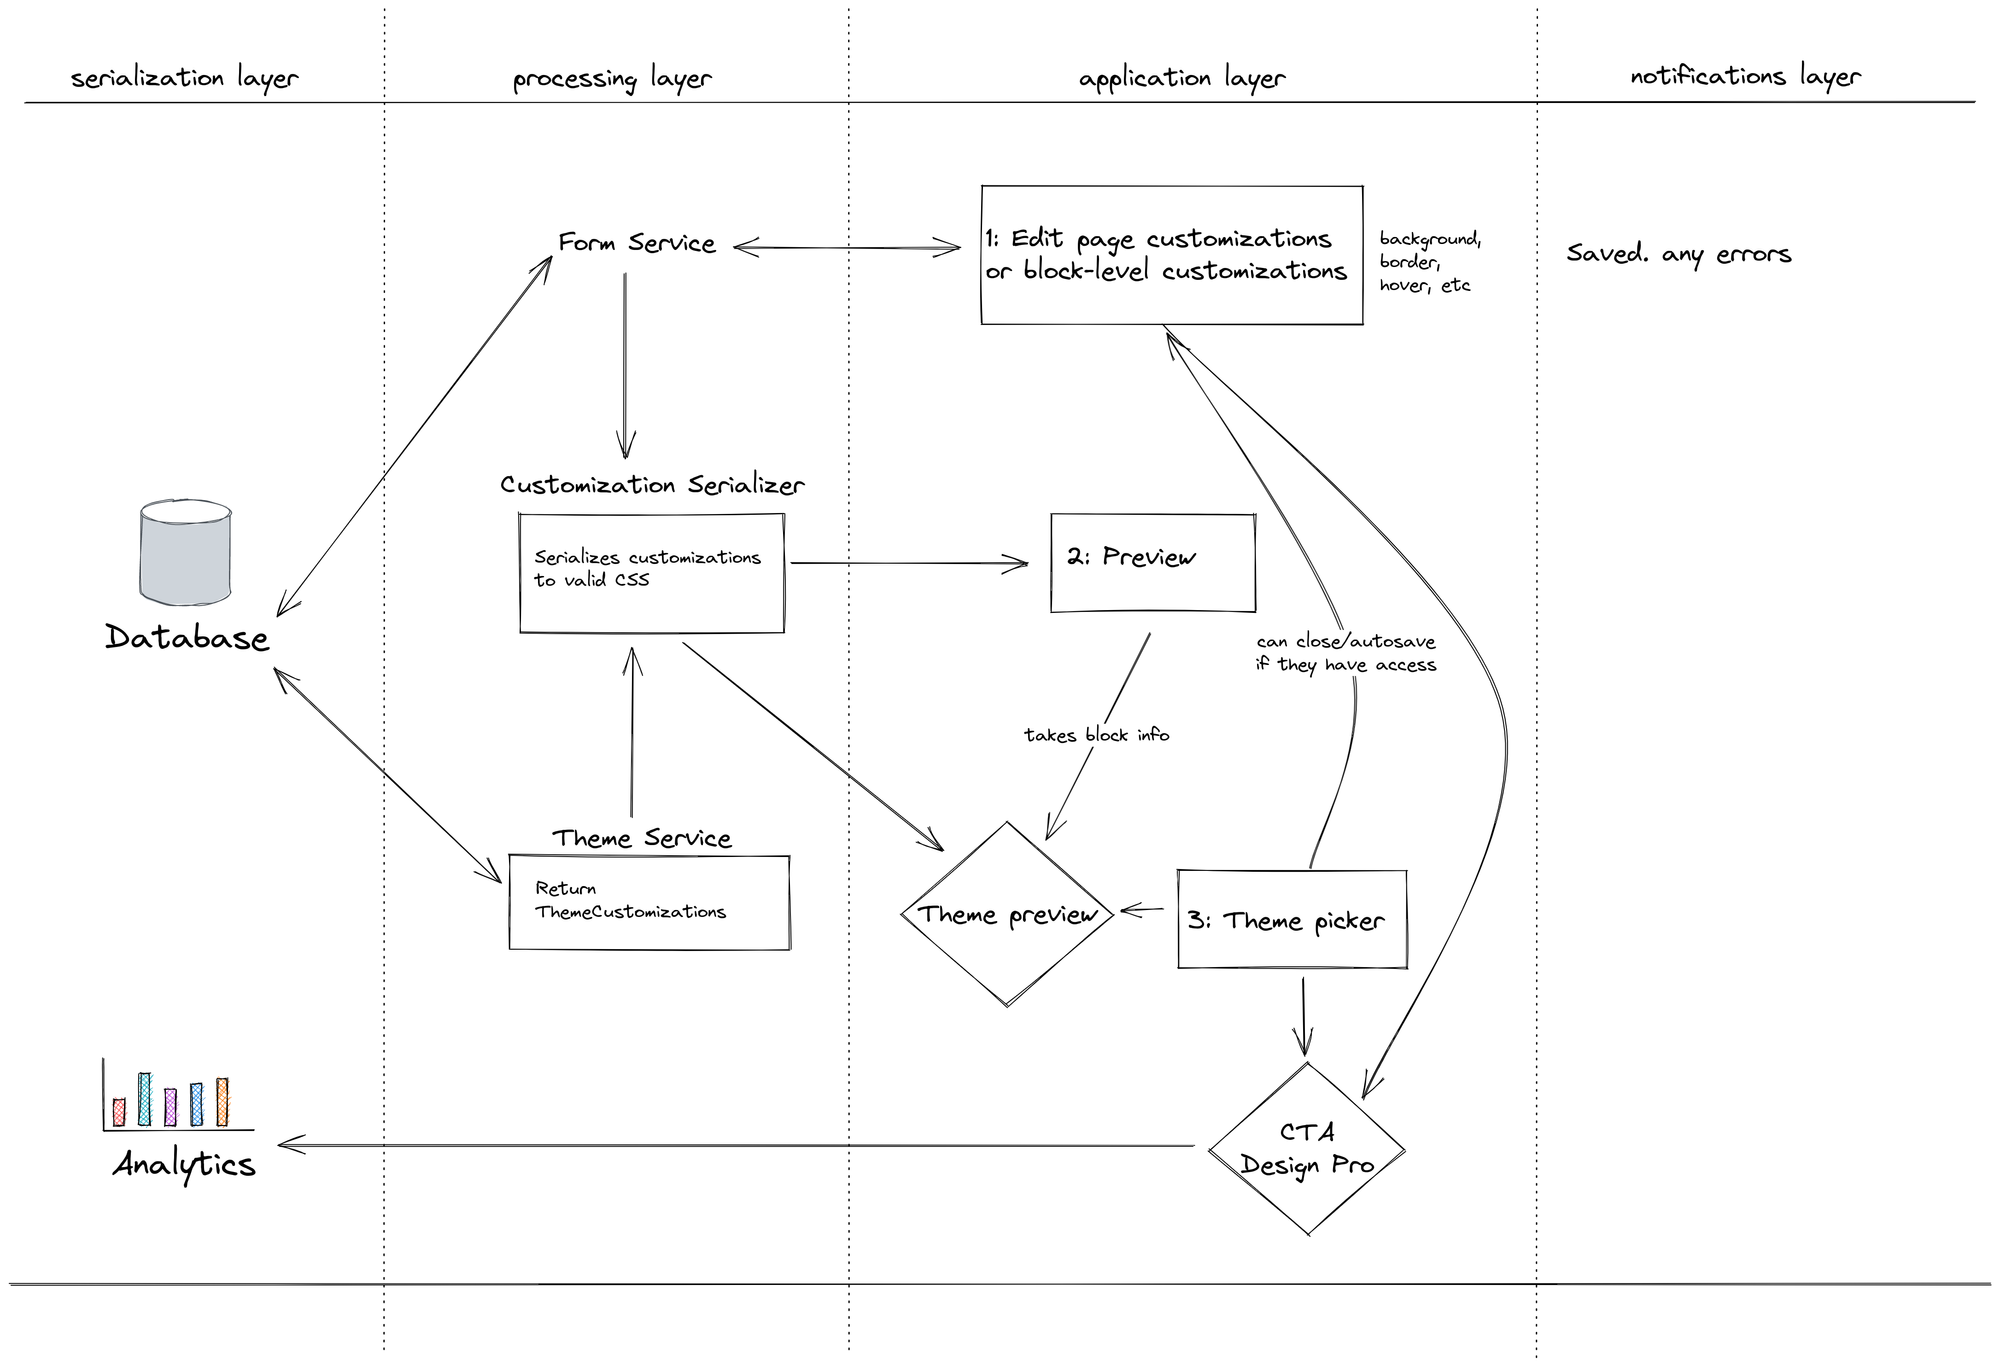 serialization layer
processing layer
application layer
notifications layer
Form Service
1: Edit page customizations
or block-level customizations
background,
border,
hover, etc
Saved. any errors
Customization Serializer
Serializes customizations
to valid CSS
2: Preview
Database
can close/autosave
if they have access
takes block info
Theme Service
Return
ThemeCustomizations
Theme preview
3: Theme picker
CTA
Design Pro
Analytics